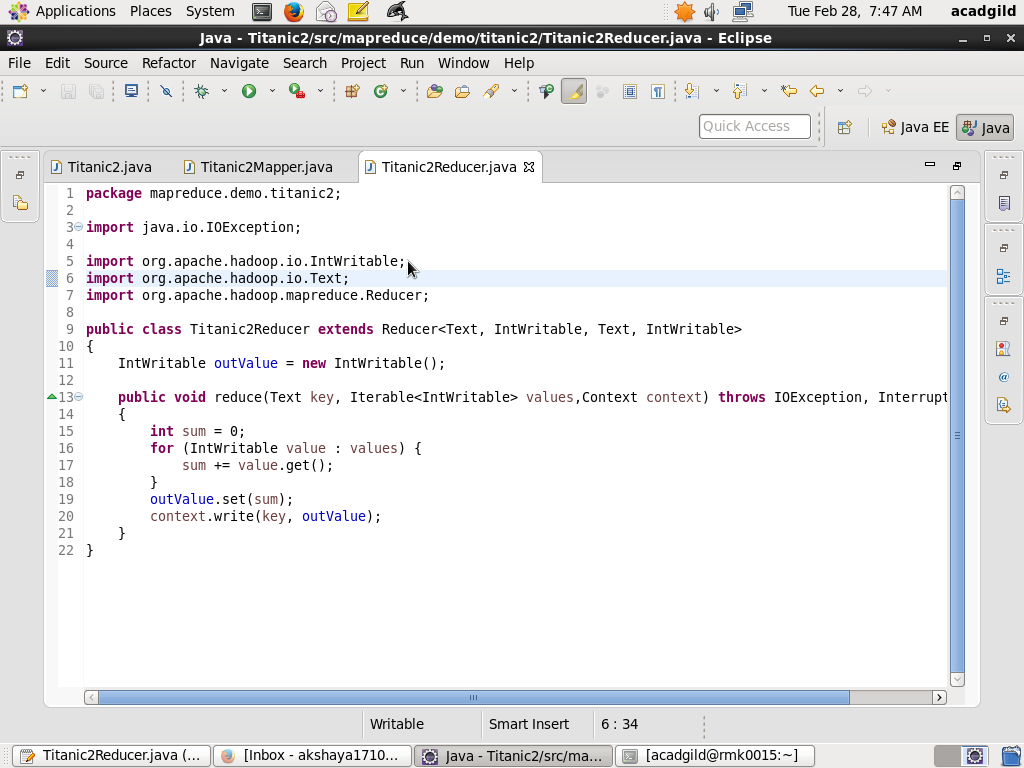 Applications Places System Tue Feb 28, 7:47 AM acadgild
Java - Titanic2/src/mapreduce/demo/titanic2/Titanic2Reducer.java - Eclipse
File Edit Source Refactor Navigate Search Project Run Window Help
Quick Access Java EE Java
Titanic2.java Titanic2Mapper.java Titanic2Reducer.java
1 package mapreduce.demo.titanic2;
2
3 import java.io.IOException;
4
5 import org.apache.hadoop.io.IntWritable;
6 import org.apache.hadoop.io.Text;
7 import org.apache.hadoop.mapreduce.Reducer;
8
9 public class Titanic2Reducer extends Reducer<Text, IntWritable, Text, IntWritable>
10 {
11 IntWritable outValue = new IntWritable();
12
13 public void reduce(Text key, Iterable<IntWritable> values,Context context) throws IOException, Interrupt
14 {
15 int sum = 0;
16 for (IntWritable value : values) {
17 sum += value.get();
18 }
19 outValue.set(sum);
20 context.write(key, outValue);
21 }
22 }
Writable Smart Insert 6 : 34
Titanic2Reducer.java (... [Inbox - akshaya1710... Java - Titanic2/src/ma... [acadgild@rmk0015:~]